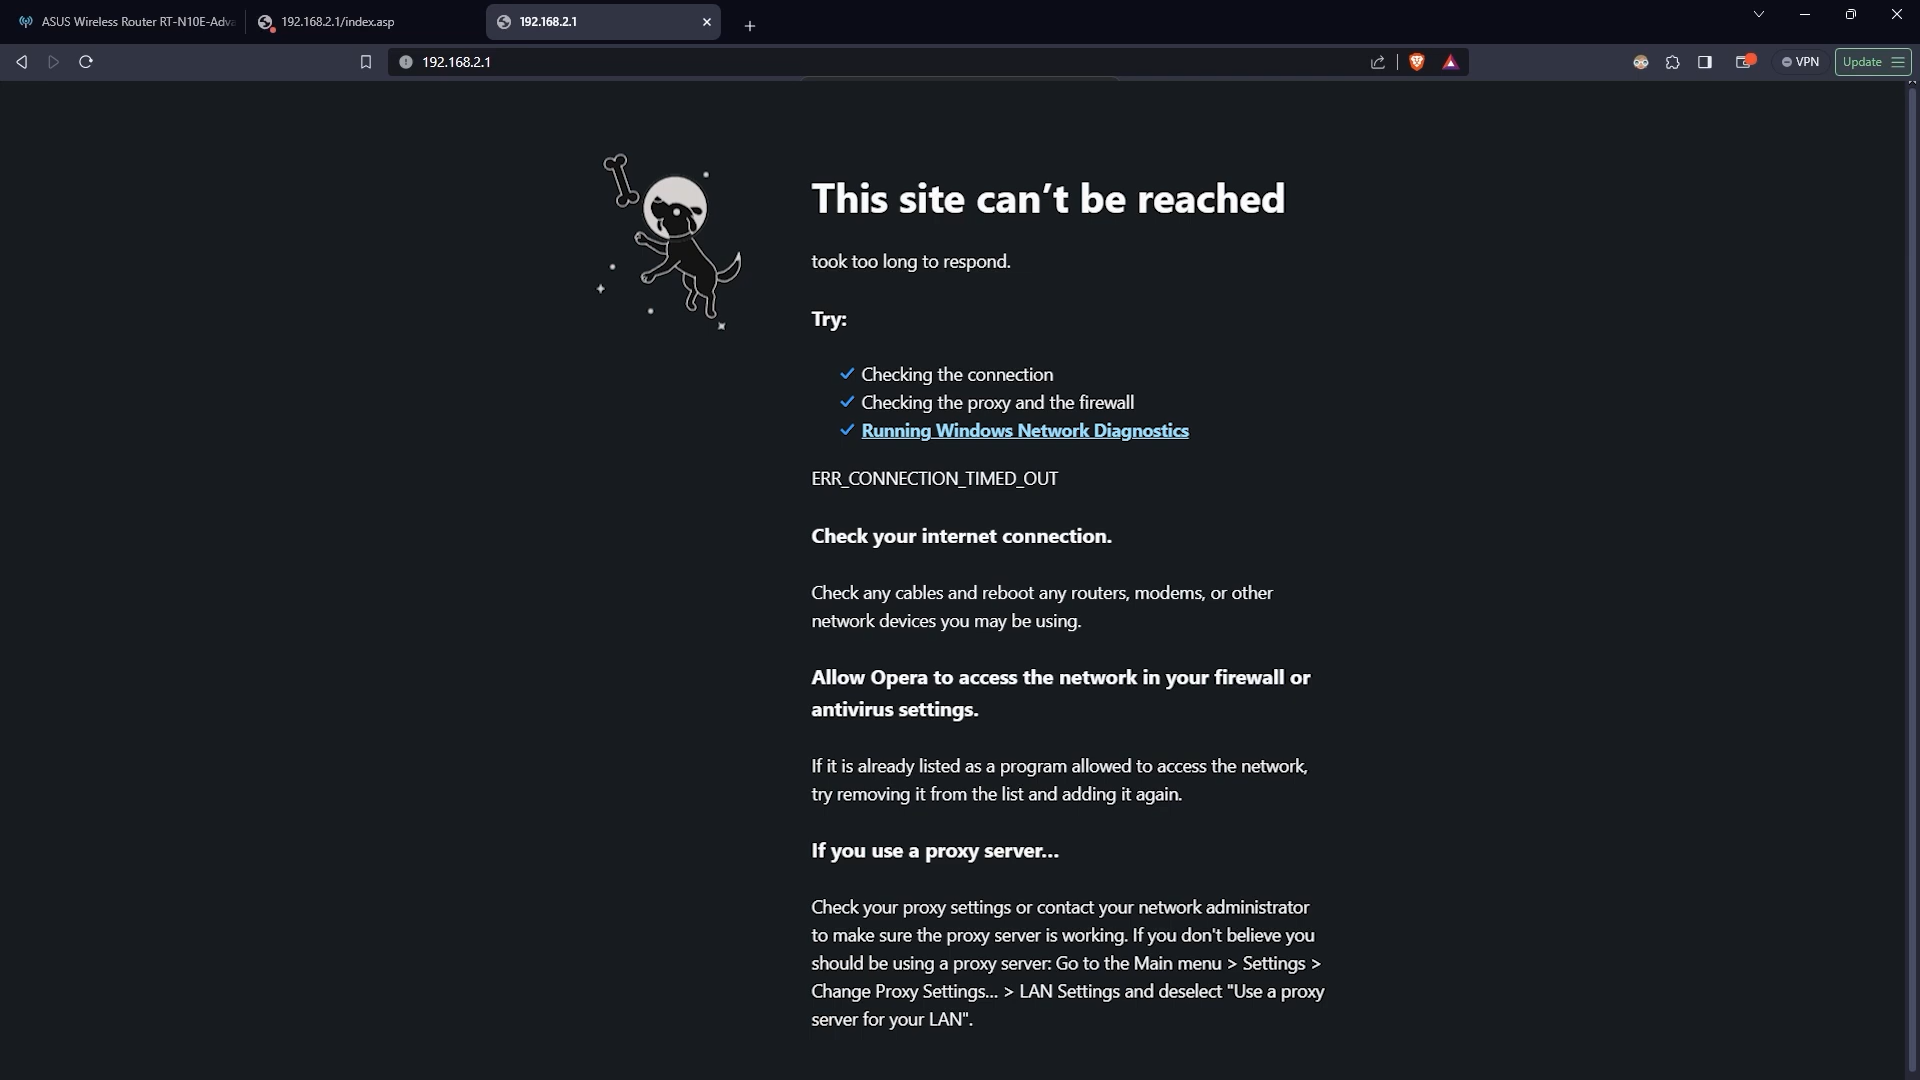 ASUS Wireless Router RT-N10E-Adva
192.168.2.1/index.asp
192.168.2.1
192.168.2.1
VPN
Update
This site can’t be reached
took too long to respond.
Try:
Checking the connection
Checking the proxy and the firewall
Running Windows Network Diagnostics
ERR_CONNECTION_TIMED_OUT
Check your internet connection.
Check any cables and reboot any routers, modems, or other
network devices you may be using.
Allow Opera to access the network in your firewall or
antivirus settings.
If it is already listed as a program allowed to access the network,
try removing it from the list and adding it again.
If you use a proxy server...
Check your proxy settings or contact your network administrator
to make sure the proxy server is working. If you don't believe you
should be using a proxy server: Go to the Main menu > Settings >
Change Proxy Settings... > LAN Settings and deselect "Use a proxy
server for your LAN".